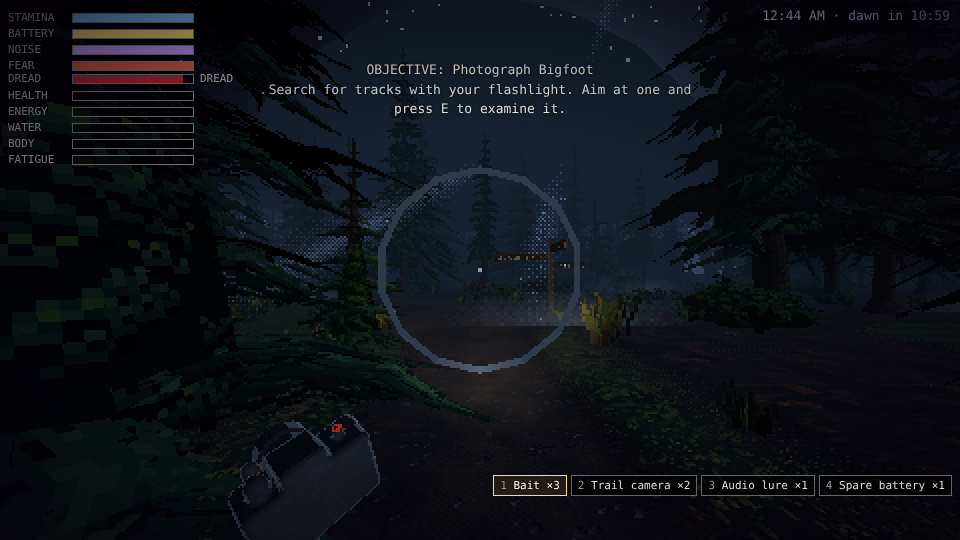 STAMINA
BATTERY
NOISE
FEAR
DREAD DREAD
HEALTH
ENERGY
WATER
BODY
FATIGUE
12:44 AM · dawn in 10:59
OBJECTIVE: Photograph Bigfoot
Search for tracks with your flashlight. Aim at one and
press E to examine it.
1 Bait ×3 2 Trail camera ×2 3 Audio lure ×1 4 Spare battery ×1